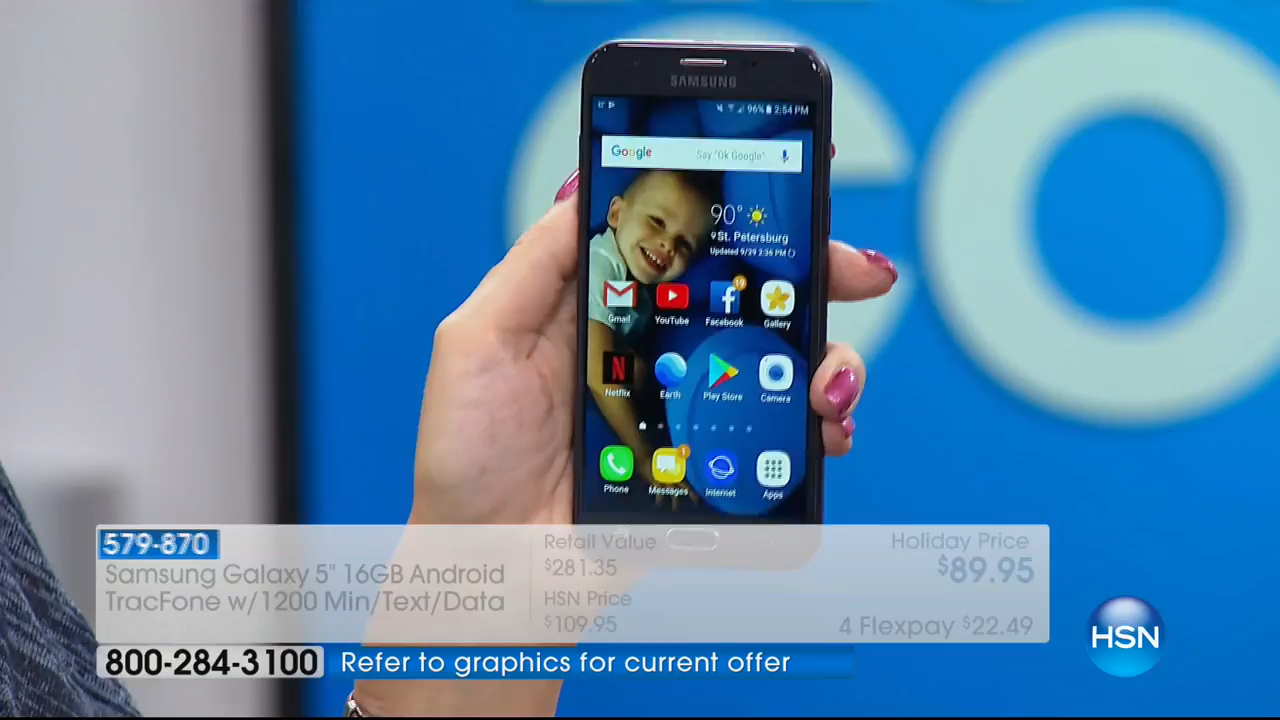 SAMSUNG
96% 2:54 PM
Google Say "Ok Google"
90°
St. Petersburg
Updated 9/29 2:36 PM
19
Gmail YouTube Facebook Gallery
Netflix Earth Play Store Camera
1
Phone Messages Internet Apps
579-870
Samsung Galaxy 5" 16GB Android
TracFone w/1200 Min/Text/Data
Retail Value
$281.35
HSN Price
$109.95
Holiday Price
$89.95
4 Flexpay $22.49
HSN
800-284-3100 Refer to graphics for current offer